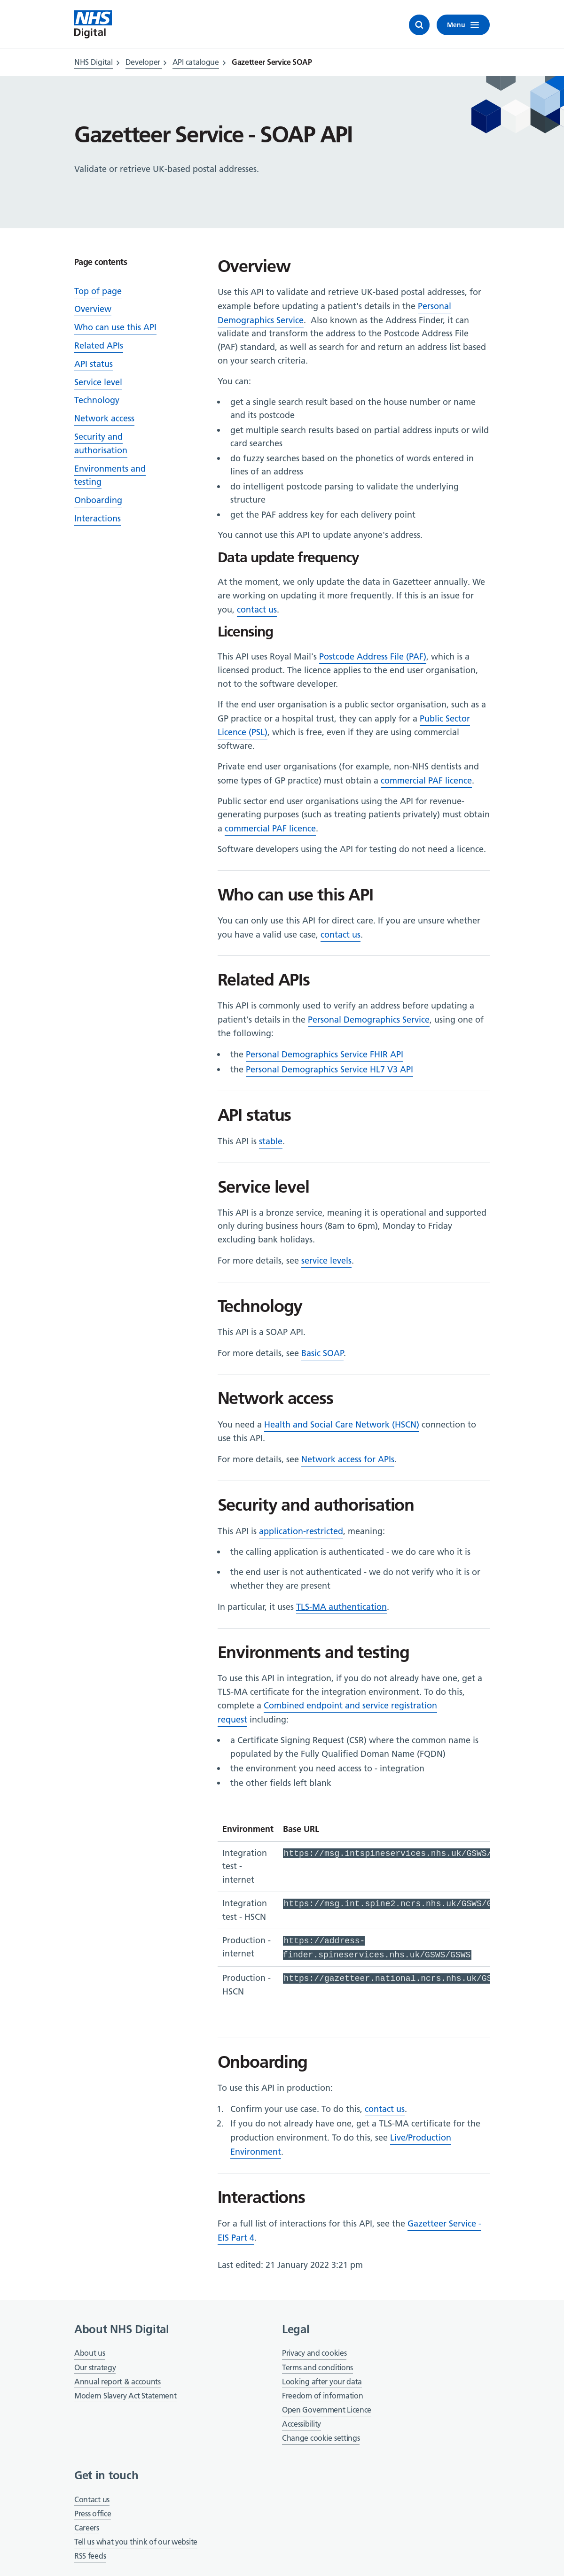 NHS
Digital
Menu
NHS Digital > Developer > API catalogue > Gazetteer Service SOAP
Gazetteer Service - SOAP API
Validate or retrieve UK-based postal addresses.
Page contents
Top of page
Overview
Who can use this API
Related APIs
API status
Service level
Technology
Network access
Security and
authorisation
Environments and
testing
Onboarding
Interactions
Overview
Use this API to validate and retrieve UK-based postal addresses, for
example before updating a patient's details in the Personal
Demographics Service.  Also known as the Address Finder, it can
validate and transform the address to the Postcode Address File
(PAF) standard, as well as search for and return an address list based
on your search criteria.
You can:
• get a single search result based on the house number or name
and its postcode
• get multiple search results based on partial address inputs or wild
card searches
• do fuzzy searches based on the phonetics of words entered in
lines of an address
• do intelligent postcode parsing to validate the underlying
structure
• get the PAF address key for each delivery point
You cannot use this API to update anyone's address.
Data update frequency
At the moment, we only update the data in Gazetteer annually. We
are working on updating it more frequently. If this is an issue for
you, contact us.
Licensing
This API uses Royal Mail's Postcode Address File (PAF), which is a
licensed product. The licence applies to the end user organisation,
not to the software developer.
If the end user organisation is a public sector organisation, such as a
GP practice or a hospital trust, they can apply for a Public Sector
Licence (PSL), which is free, even if they are using commercial
software.
Private end user organisations (for example, non-NHS dentists and
some types of GP practice) must obtain a commercial PAF licence.
Public sector end user organisations using the API for revenue-
generating purposes (such as treating patients privately) must obtain
a commercial PAF licence.
Software developers using the API for testing do not need a licence.
Who can use this API
You can only use this API for direct care. If you are unsure whether
you have a valid use case, contact us.
Related APIs
This API is commonly used to verify an address before updating a
patient's details in the Personal Demographics Service, using one of
the following:
• the Personal Demographics Service FHIR API
• the Personal Demographics Service HL7 V3 API
API status
This API is stable.
Service level
This API is a bronze service, meaning it is operational and supported
only during business hours (8am to 6pm), Monday to Friday
excluding bank holidays.
For more details, see service levels.
Technology
This API is a SOAP API.
For more details, see Basic SOAP.
Network access
You need a Health and Social Care Network (HSCN) connection to
use this API.
For more details, see Network access for APIs.
Security and authorisation
This API is application-restricted, meaning:
• the calling application is authenticated - we do care who it is
• the end user is not authenticated - we do not verify who it is or
whether they are present
In particular, it uses TLS-MA authentication.
Environments and testing
To use this API in integration, if you do not already have one, get a
TLS-MA certificate for the integration environment. To do this,
complete a Combined endpoint and service registration
request including:
• a Certificate Signing Request (CSR) where the common name is
populated by the Fully Qualified Doman Name (FQDN)
• the environment you need access to - integration
• the other fields left blank
Environment Base URL
Integration https://msg.intspineservices.nhs.uk/GSWS/
test -
internet
Integration https://msg.int.spine2.ncrs.nhs.uk/GSWS/G
test - HSCN
Production - https://address-
internet finder.spineservices.nhs.uk/GSWS/GSWS
Production - https://gazetteer.national.ncrs.nhs.uk/GS
HSCN
Onboarding
To use this API in production:
1. Confirm your use case. To do this, contact us.
2. If you do not already have one, get a TLS-MA certificate for the
production environment. To do this, see Live/Production
Environment.
Interactions
For a full list of interactions for this API, see the Gazetteer Service -
EIS Part 4.
Last edited: 21 January 2022 3:21 pm
About NHS Digital
About us
Our strategy
Annual report & accounts
Modern Slavery Act Statement
Legal
Privacy and cookies
Terms and conditions
Looking after your data
Freedom of information
Open Government Licence
Accessibility
Change cookie settings
Get in touch
Contact us
Press office
Careers
Tell us what you think of our website
RSS feeds